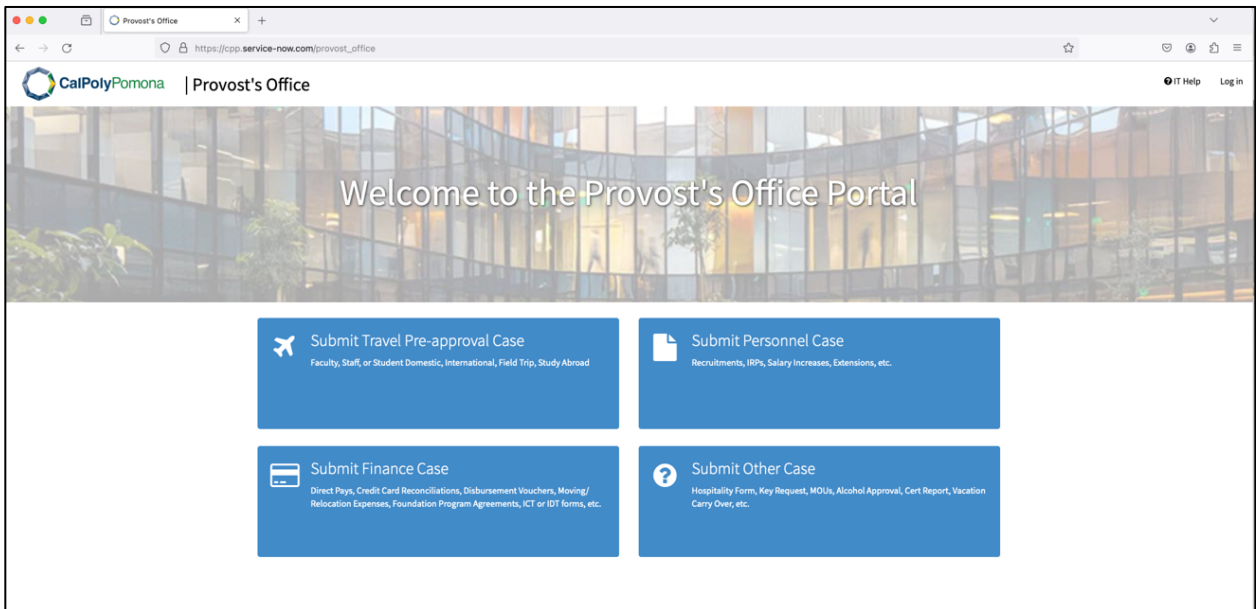 Provost's Office
https://cpp.service-now.com/provost_office
CalPolyPomona | Provost's Office
IT Help Log in
Welcome to the Provost's Office Portal
Submit Travel Pre-approval Case
Faculty, Staff, or Student Domestic, International, Field Trip, Study Abroad
Submit Personnel Case
Recruitments, IRPs, Salary Increases, Extensions, etc.
Submit Finance Case
Direct Pays, Credit Card Reconciliations, Disbursement Vouchers, Moving/
Relocation Expenses, Foundation Program Agreements, ICT or IDT forms, etc.
Submit Other Case
Hospitality Form, Key Request, MOUs, Alcohol Approval, Cert Report, Vacation
Carry Over, etc.